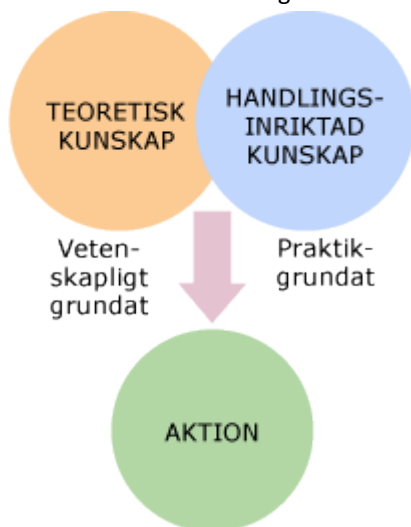 TEORETISK
KUNSKAP
HANDLINGS-
INRIKTAD
KUNSKAP
Veten-
skapligt
grundat
Praktik-
grundat
AKTION